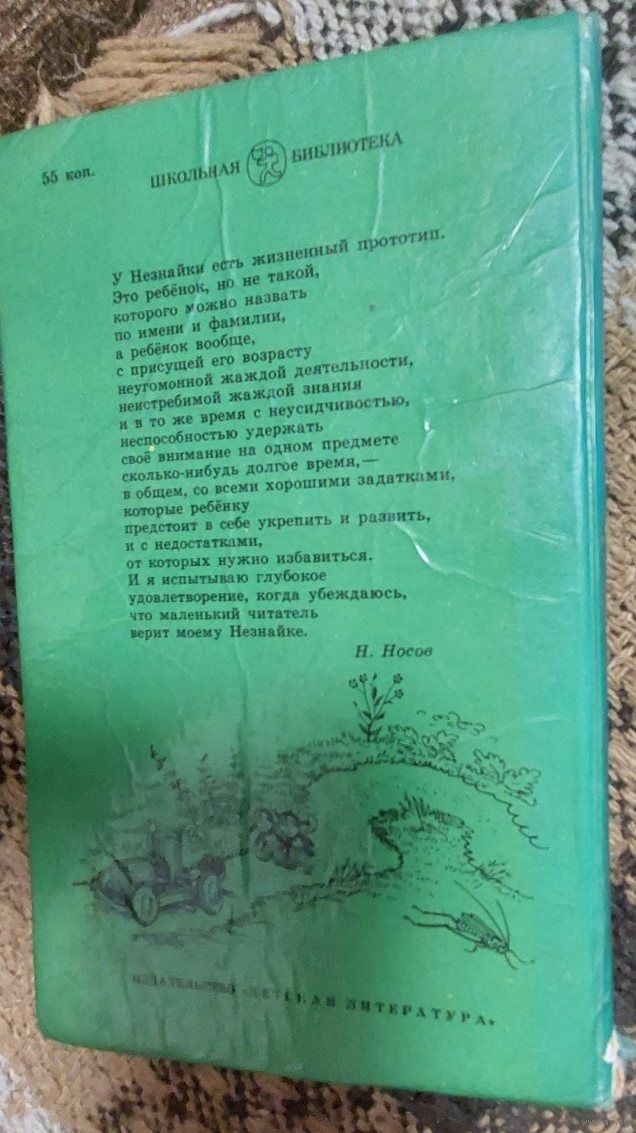 55 коп.
ШКОЛЬНАЯ БИБЛИОТЕКА
У Незнайки есть жизненный прототип.
Это ребёнок, но не такой,
которого можно назвать
по имени и фамилии,
а ребёнок вообще,
с присущей его возрасту
неугомонной жаждой деятельности,
неистребимой жаждой знания
и в то же время с неусидчивостью,
неспособностью удержать
своё внимание на одном предмете
сколько-нибудь долгое время,—
в общем, со всеми хорошими задатками,
которые ребёнку
предстоит в себе укрепить и развить,
и с недостатками,
от которых нужно избавиться.
И я испытываю глубокое
удовлетворение, когда убеждаюсь,
что маленький читатель
верит моему Незнайке.
Н. Носов
ИЗДАТЕЛЬСТВО «ДЕТСКАЯ ЛИТЕРАТУРА»